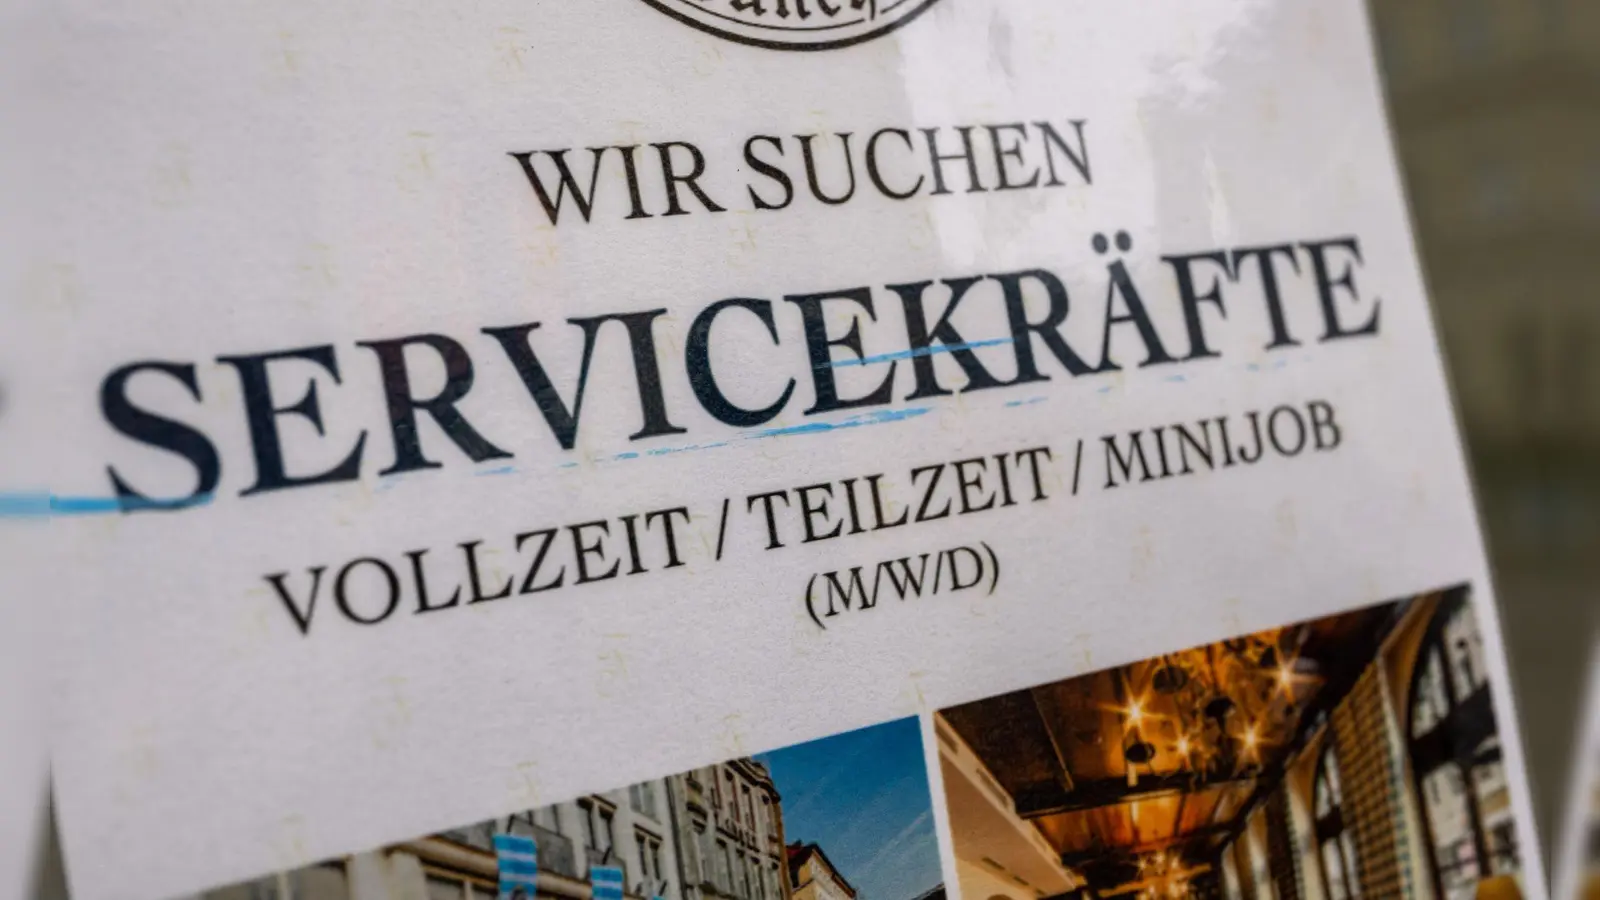 WIR SUCHEN
SERVICEKRÄFTE
VOLLZEIT / TEILZEIT / MINIJOB
(M/W/D)